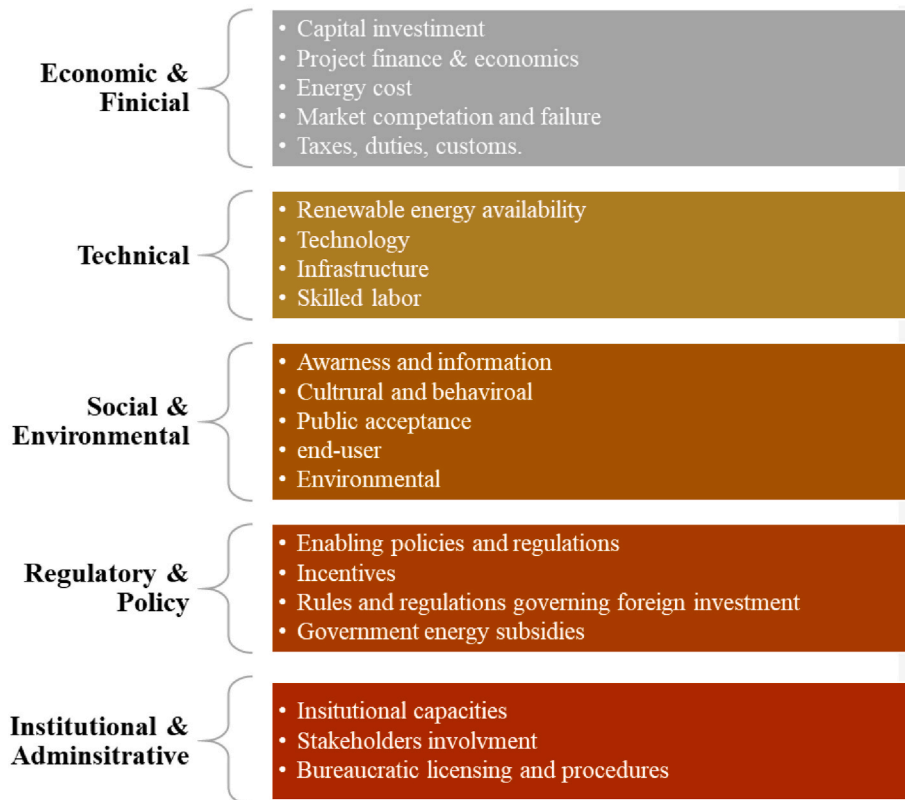 Economic &
Finicial
• Capital investiment
• Project finance & economics
• Energy cost
• Market competation and failure
• Taxes, duties, customs.
Technical
• Renewable energy availability
• Technology
• Infrastructure
• Skilled labor
Social &
Environmental
• Awarness and information
• Cultrural and behaviroal
• Public acceptance
• end-user
• Environmental
Regulatory &
Policy
• Enabling policies and regulations
• Incentives
• Rules and regulations governing foreign investment
• Government energy subsidies
Institutional &
Adminsitrative
• Insitutional capacities
• Stakeholders involvment
• Bureaucratic licensing and procedures